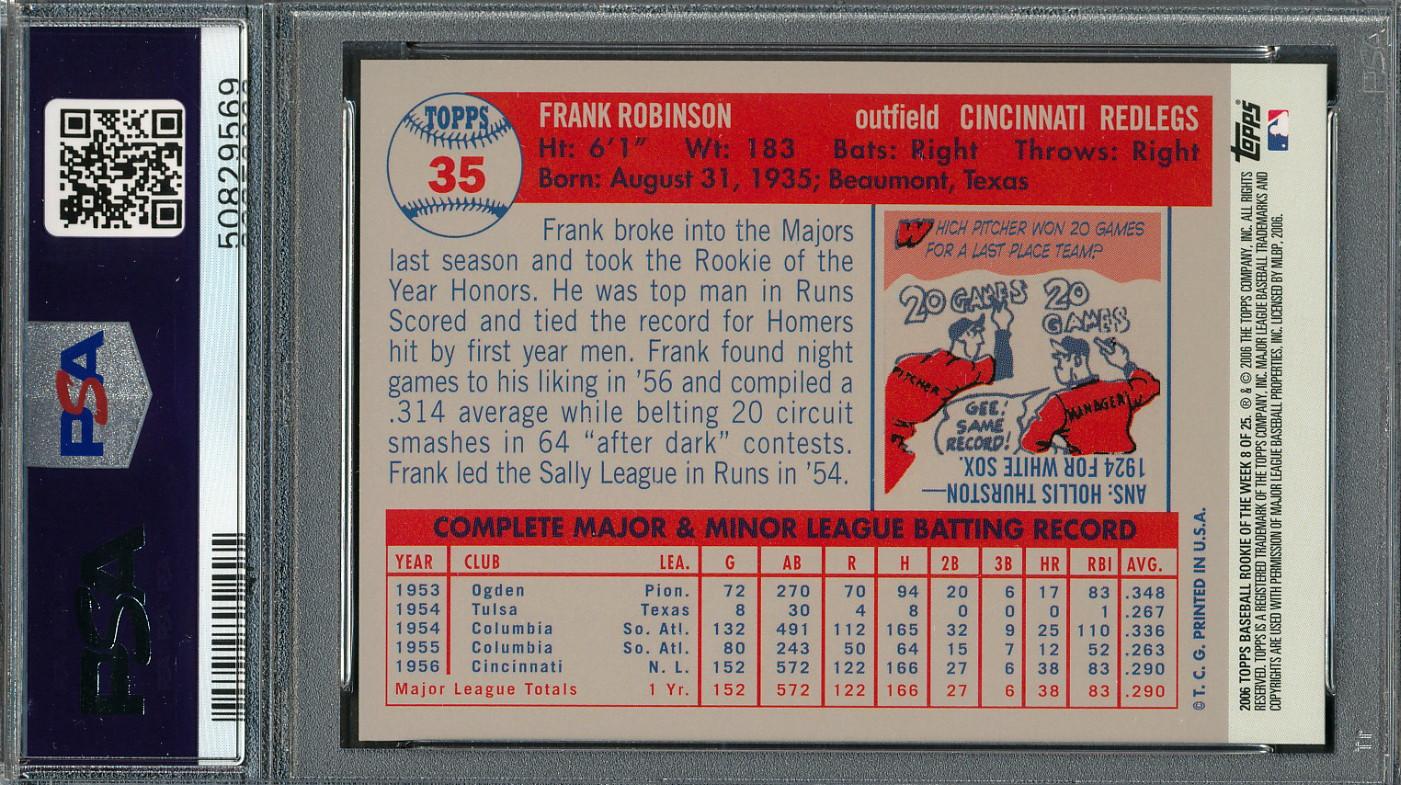 50829569
PSA
PSA
TOPPS
35
FRANK ROBINSON outfield CINCINNATI REDLEGS
Ht: 6'1" Wt: 183 Bats: Right Throws: Right
Born: August 31, 1935; Beaumont, Texas
Frank broke into the Majors
last season and took the Rookie of the
Year Honors. He was top man in Runs
Scored and tied the record for Homers
hit by first year men. Frank found night
games to his liking in '56 and compiled a
.314 average while belting 20 circuit
smashes in 64 "after dark" contests.
Frank led the Sally League in Runs in '54.
WHICH PITCHER WON 20 GAMES
FOR A LAST PLACE TEAM?
20 GAMES
20 GAMES
PITCHER
MANAGER
GEE!
SAME
RECORD!
ANS: HOLLIS THURSTON—
1924 FOR WHITE SOX.
COMPLETE MAJOR & MINOR LEAGUE BATTING RECORD
YEAR CLUB LEA. G AB R H 2B 3B HR RBI AVG.
1953 Ogden Pion. 72 270 70 94 20 6 17 83 .348
1954 Tulsa Texas 8 30 4 8 0 0 0 1 .267
1954 Columbia So. Atl. 132 491 112 165 32 9 25 110 .336
1955 Columbia So. Atl. 80 243 50 64 15 7 12 52 .263
1956 Cincinnati N. L. 152 572 122 166 27 6 38 83 .290
Major League Totals 1 Yr. 152 572 122 166 27 6 38 83 .290
© T. C. G. PRINTED IN U.S.A.
Topps®
2006 TOPPS BASEBALL ROOKIE OF THE WEEK 8 OF 25. ® & © 2006 THE TOPPS COMPANY, INC. ALL RIGHTS
RESERVED. TOPPS IS A REGISTERED TRADEMARK OF THE TOPPS COMPANY, INC. MAJOR LEAGUE BASEBALL TRADEMARKS AND
COPYRIGHTS ARE USED WITH PERMISSION OF MAJOR LEAGUE BASEBALL PROPERTIES, INC. LICENSED BY MLBP, 2006.
PSA